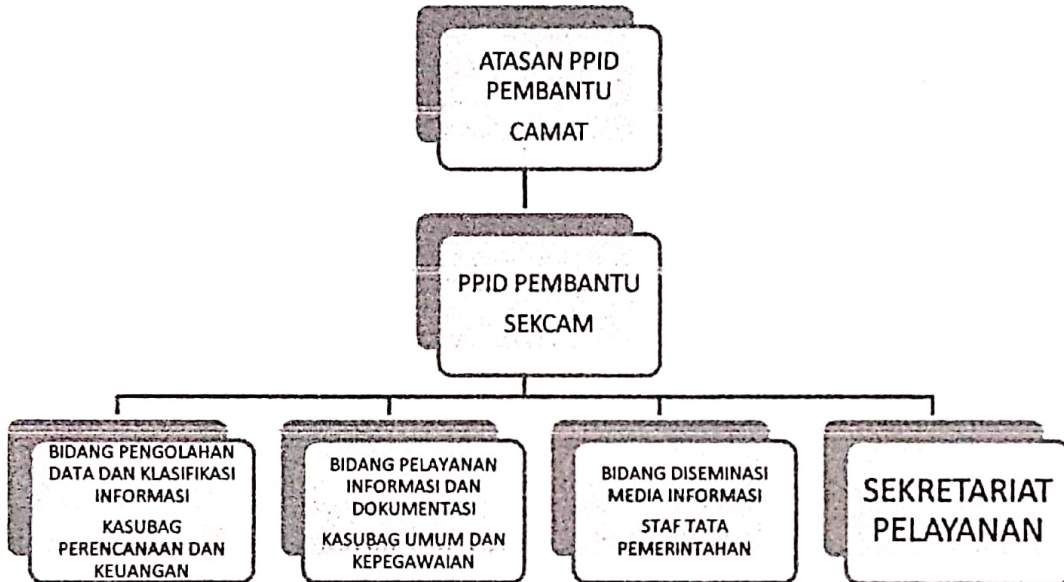 ATASAN PPID
PEMBANTU
CAMAT
PPID PEMBANTU
SEKCAM
BIDANG PENGOLAHAN
DATA DAN KLASIFIKASI
INFORMASI
KASUBAG
PERENCANAAN DAN
KEUANGAN
BIDANG PELAYANAN
INFORMASI DAN
DOKUMENTASI
KASUBAG UMUM DAN
KEPEGAWAIAN
BIDANG DISEMINASI
MEDIA INFORMASI
STAF TATA
PEMERINTAHAN
SEKRETARIAT
PELAYANAN